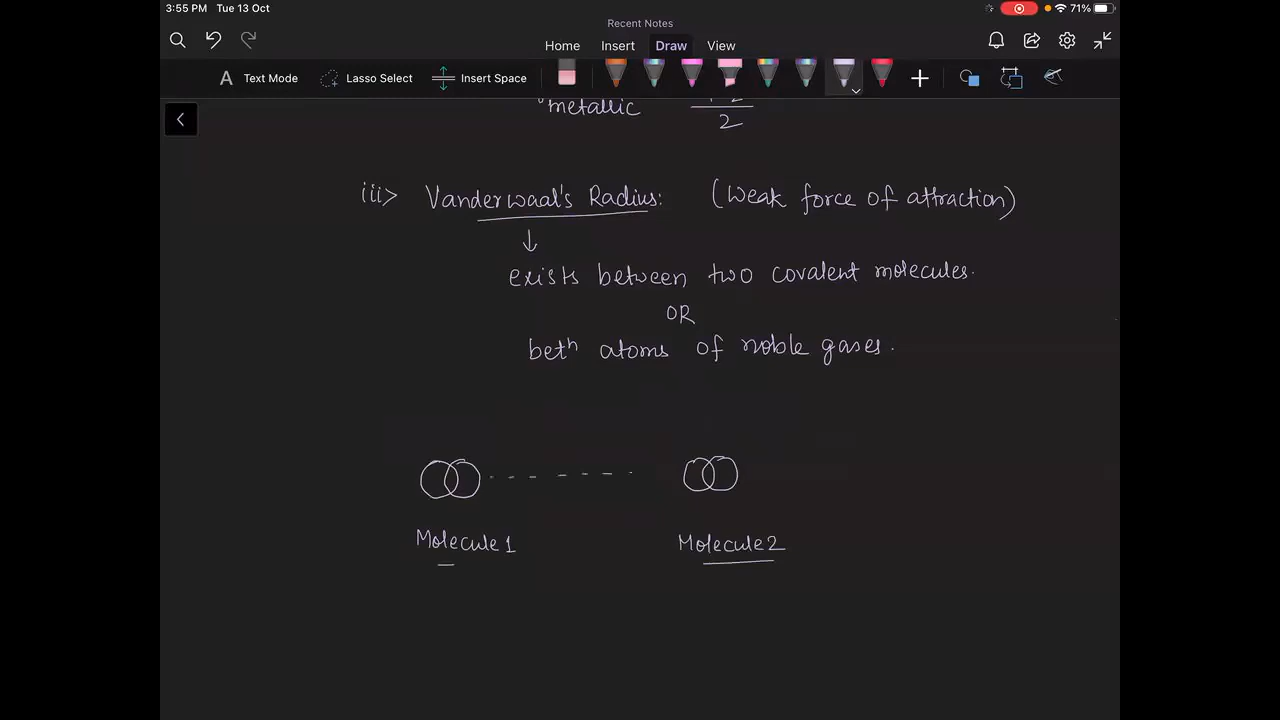 3:55 PM Tue 13 Oct
71%
Recent Notes
Home Insert Draw View
A Text Mode Lasso Select Insert Space
metallic
2
iii> Vanderwaal's Radius: (Weak force of attraction)
exists between two covalent molecules.
OR
betn atoms of noble gases.
Molecule 1 Molecule 2